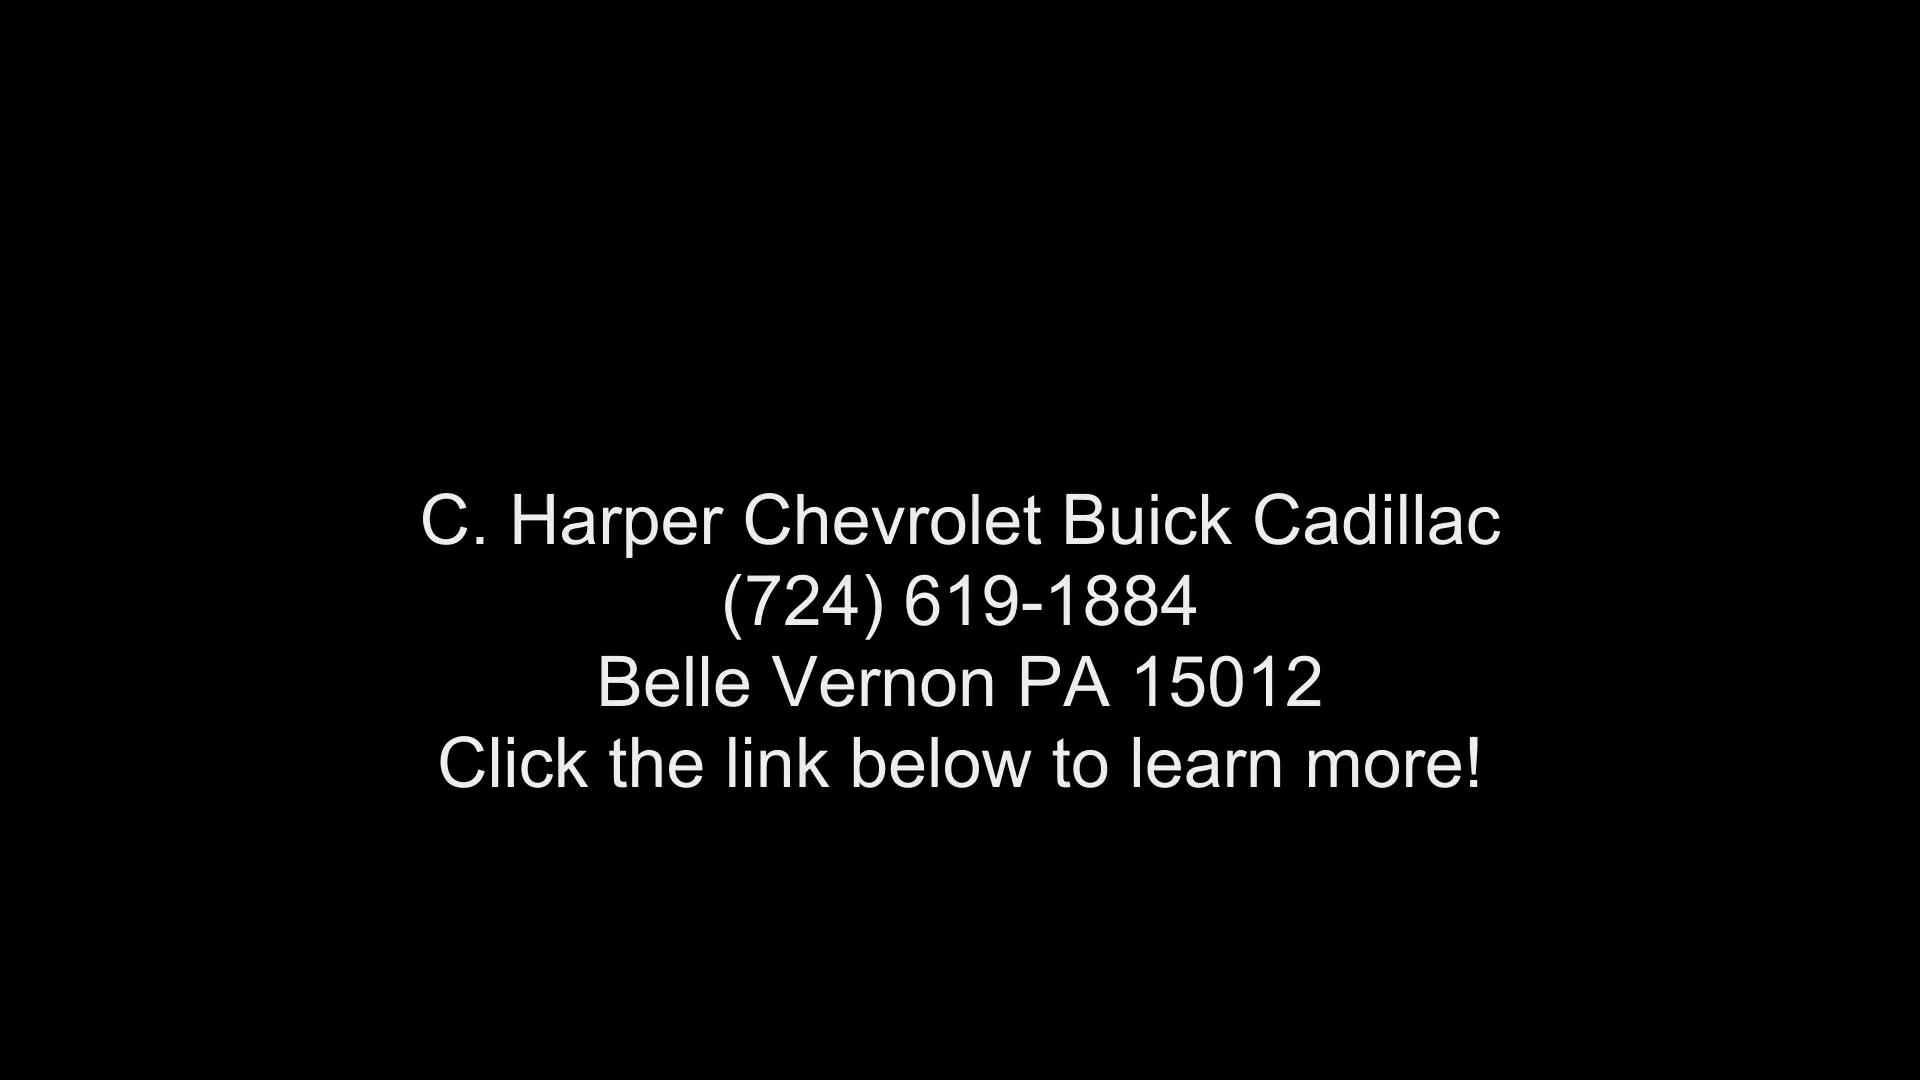 C. Harper Chevrolet Buick Cadillac
(724) 619-1884
Belle Vernon PA 15012
Click the link below to learn more!